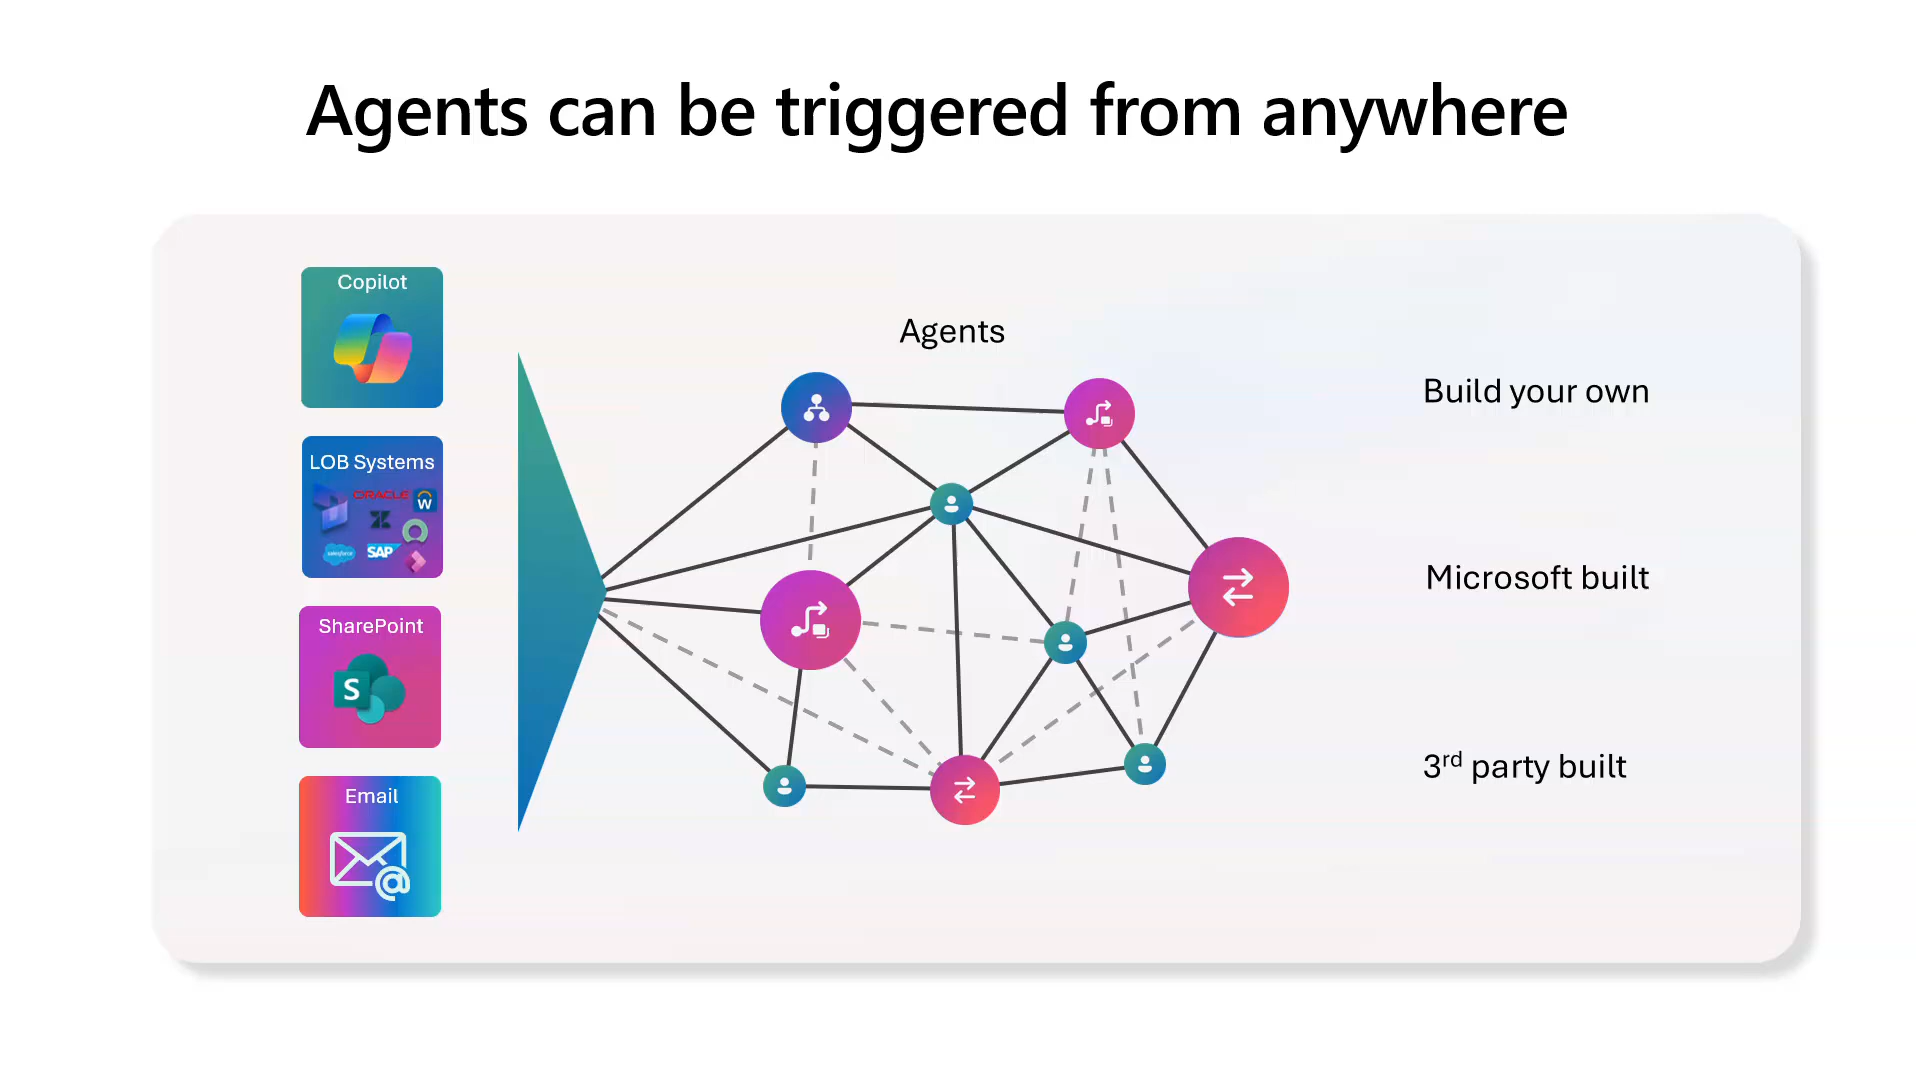 Agents can be triggered from anywhere
Copilot
LOB Systems
ORACLE
W
salesforce
SAP
SharePoint
S
Email
Agents
Build your own
Microsoft built
3rd party built